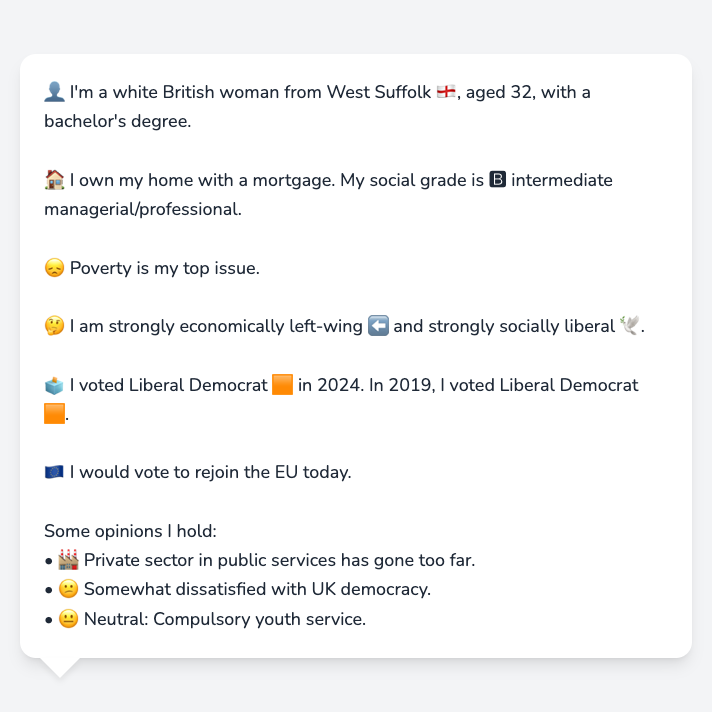 👤 I'm a white British woman from West Suffolk 🏴󠁧󠁢󠁥󠁮󠁧󠁿, aged 32, with a
bachelor's degree.
🏠 I own my home with a mortgage. My social grade is 🅱 intermediate
managerial/professional.
😞 Poverty is my top issue.
🤔 I am strongly economically left-wing ⬅️ and strongly socially liberal 🕊️.
🗳️ I voted Liberal Democrat 🟧 in 2024. In 2019, I voted Liberal Democrat
🟧.
🇪🇺 I would vote to rejoin the EU today.
Some opinions I hold:
• 🏭 Private sector in public services has gone too far.
• 😕 Somewhat dissatisfied with UK democracy.
• 😐 Neutral: Compulsory youth service.